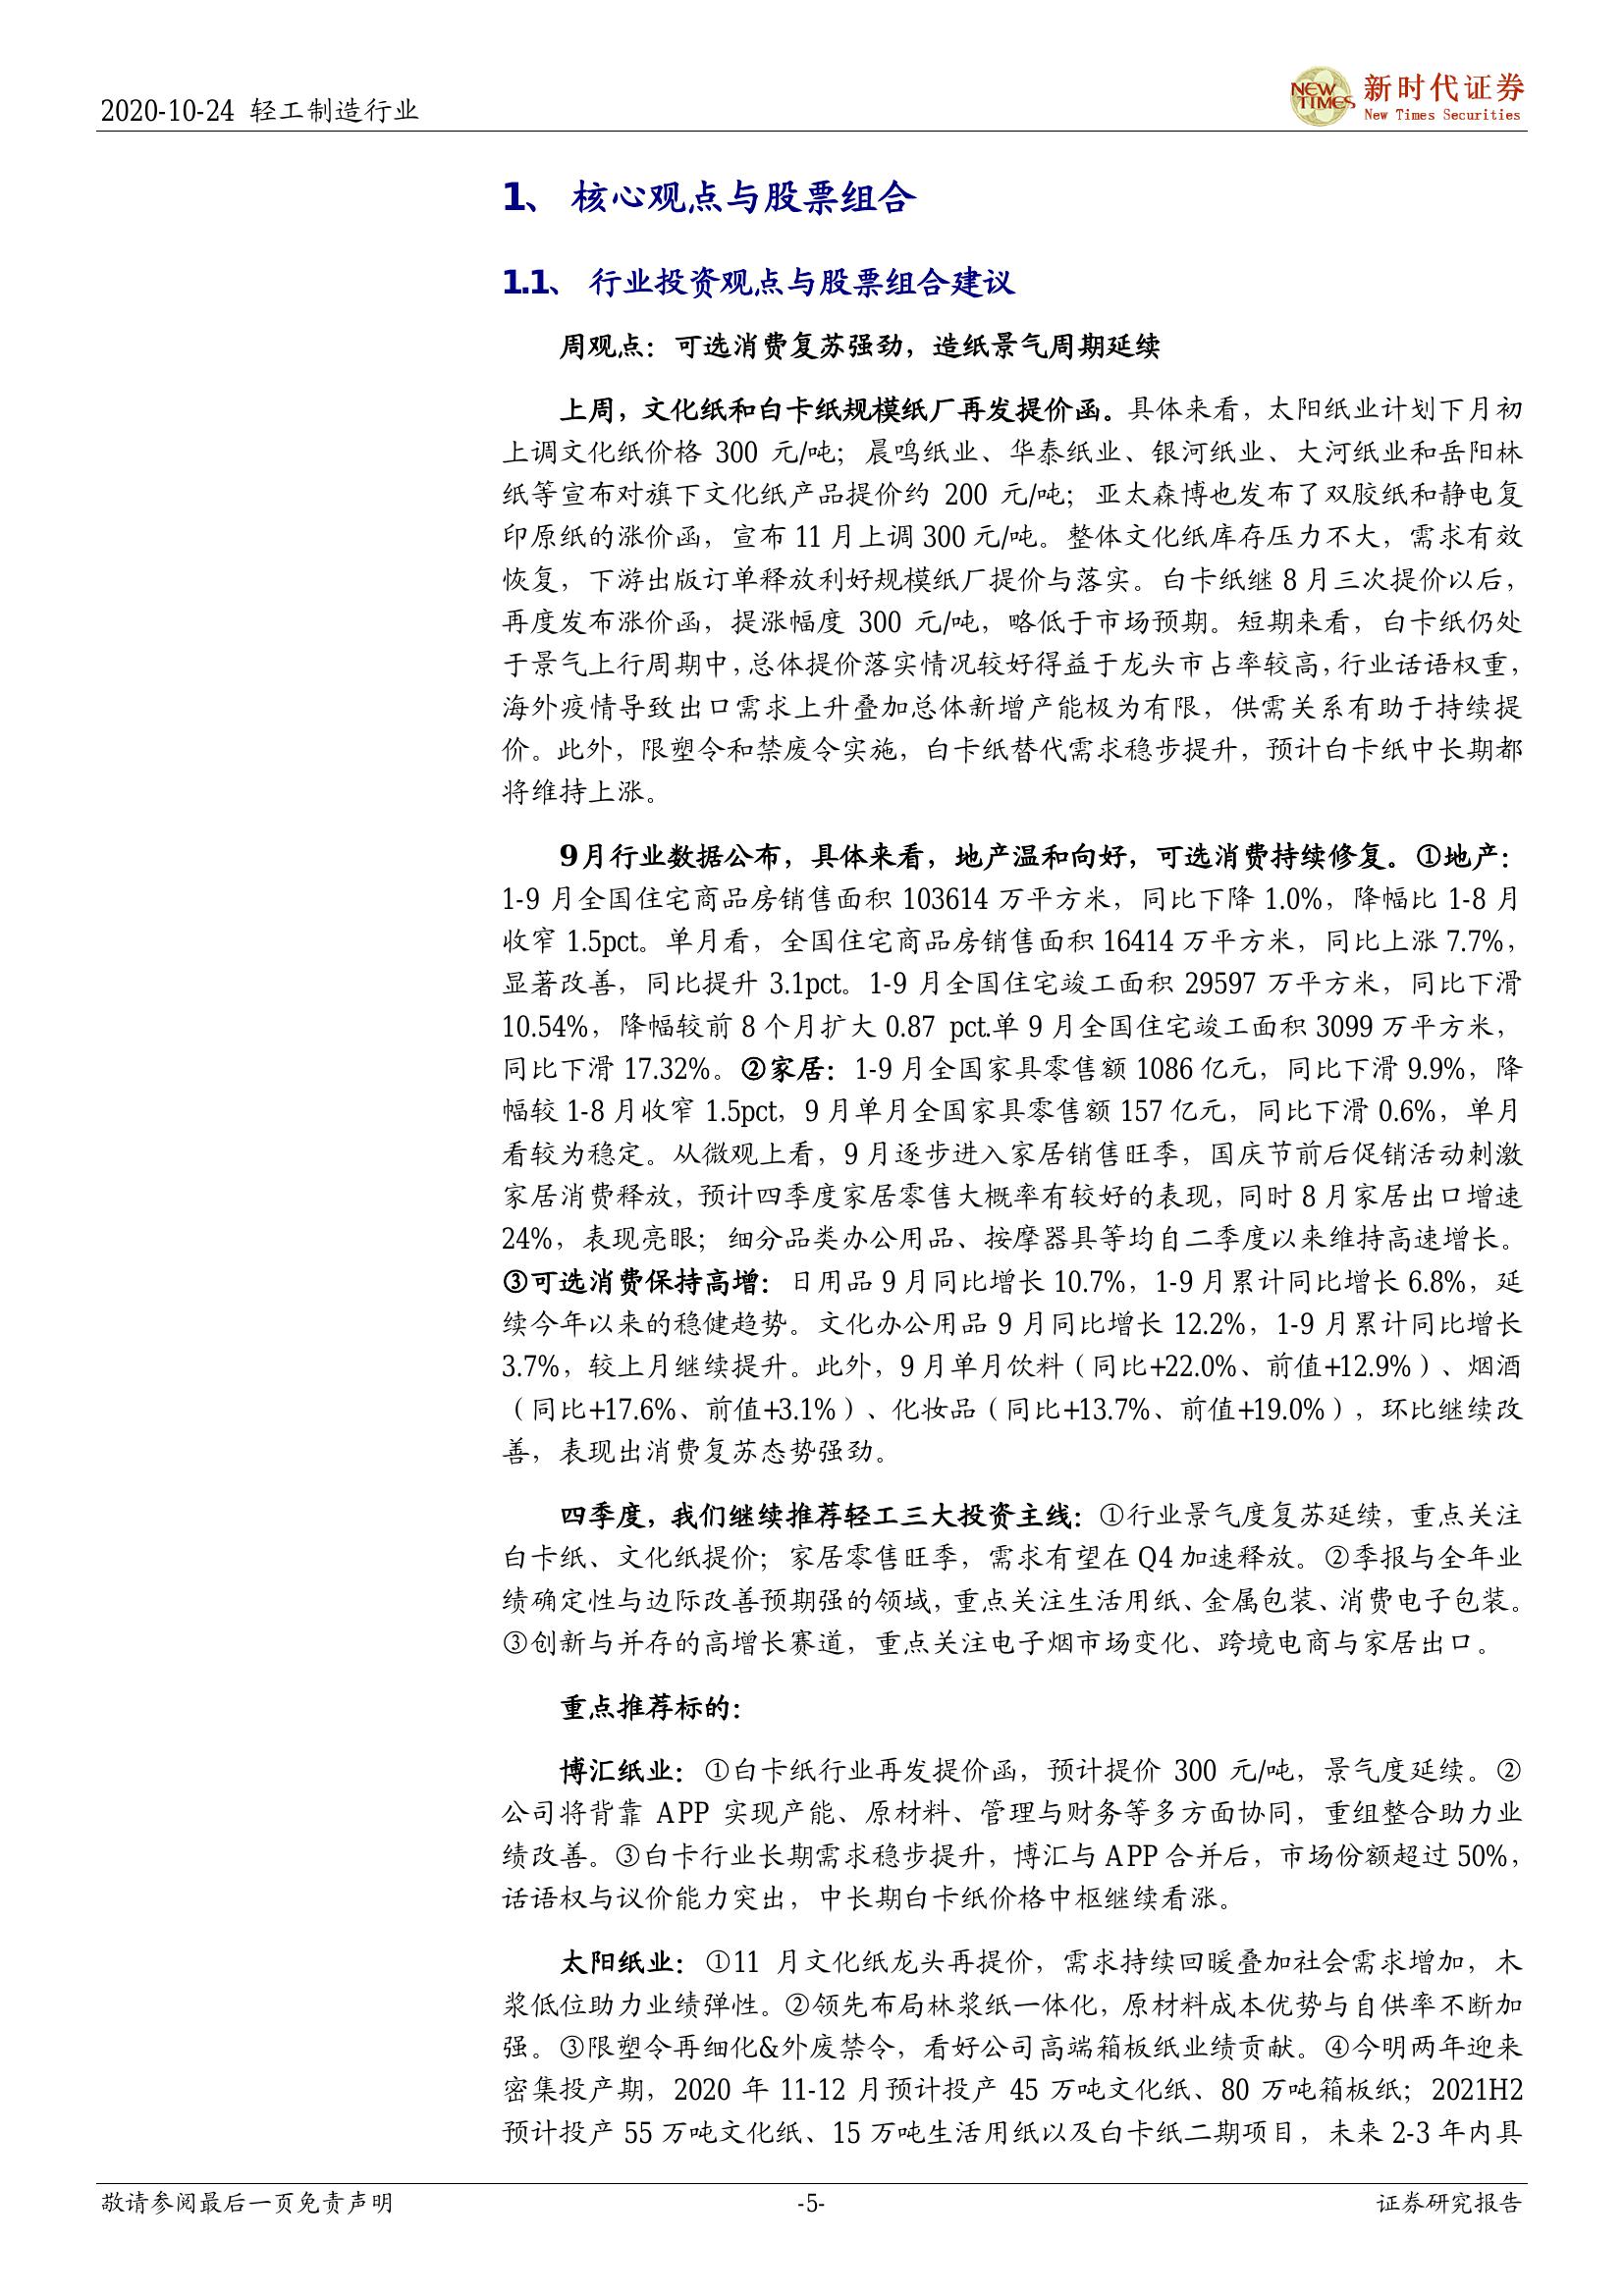 2020-10-24 轻工制造行业
NEW TIMES 新时代证券
New Times Securities
1、 核心观点与股票组合
1.1、 行业投资观点与股票组合建议
周观点：可选消费复苏强劲，造纸景气周期延续
上周，文化纸和白卡纸规模纸厂再发提价函。具体来看，太阳纸业计划下月初
上调文化纸价格 300 元/吨；晨鸣纸业、华泰纸业、银河纸业、大河纸业和岳阳林
纸等宣布对旗下文化纸产品提价约 200 元/吨；亚太森博也发布了双胶纸和静电复
印原纸的涨价函，宣布 11 月上调 300 元/吨。整体文化纸库存压力不大，需求有效
恢复，下游出版订单释放利好规模纸厂提价与落实。白卡纸继 8 月三次提价以后，
再度发布涨价函，提涨幅度 300 元/吨，略低于市场预期。短期来看，白卡纸仍处
于景气上行周期中，总体提价落实情况较好得益于龙头市占率较高，行业话语权重，
海外疫情导致出口需求上升叠加总体新增产能极为有限，供需关系有助于持续提
价。此外，限塑令和禁废令实施，白卡纸替代需求稳步提升，预计白卡纸中长期都
将维持上涨。
9月行业数据公布，具体来看，地产温和向好，可选消费持续修复。①地产：
1-9 月全国住宅商品房销售面积 103614 万平方米，同比下降 1.0%，降幅比 1-8 月
收窄 1.5pct。单月看，全国住宅商品房销售面积 16414 万平方米，同比上涨 7.7%，
显著改善，同比提升 3.1pct。1-9 月全国住宅竣工面积 29597 万平方米，同比下滑
10.54%，降幅较前 8 个月扩大 0.87 pct.单 9 月全国住宅竣工面积 3099 万平方米，
同比下滑 17.32%。②家居：1-9 月全国家具零售额 1086 亿元，同比下滑 9.9%，降
幅较 1-8 月收窄 1.5pct，9 月单月全国家具零售额 157 亿元，同比下滑 0.6%，单月
看较为稳定。从微观上看，9 月逐步进入家居销售旺季，国庆节前后促销活动刺激
家居消费释放，预计四季度家居零售大概率有较好的表现，同时 8 月家居出口增速
24%，表现亮眼；细分品类办公用品、按摩器具等均自二季度以来维持高速增长。
③可选消费保持高增：日用品 9 月同比增长 10.7%，1-9 月累计同比增长 6.8%，延
续今年以来的稳健趋势。文化办公用品 9 月同比增长 12.2%，1-9 月累计同比增长
3.7%，较上月继续提升。此外，9 月单月饮料（同比+22.0%、前值+12.9%）、烟酒
（同比+17.6%、前值+3.1%）、化妆品（同比+13.7%、前值+19.0%），环比继续改
善，表现出消费复苏态势强劲。
四季度，我们继续推荐轻工三大投资主线：①行业景气度复苏延续，重点关注
白卡纸、文化纸提价；家居零售旺季，需求有望在 Q4 加速释放。②季报与全年业
绩确定性与边际改善预期强的领域，重点关注生活用纸、金属包装、消费电子包装。
③创新与并存的高增长赛道，重点关注电子烟市场变化、跨境电商与家居出口。
重点推荐标的：
博汇纸业：①白卡纸行业再发提价函，预计提价 300 元/吨，景气度延续。②
公司将背靠 APP 实现产能、原材料、管理与财务等多方面协同，重组整合助力业
绩改善。③白卡行业长期需求稳步提升，博汇与 APP 合并后，市场份额超过 50%，
话语权与议价能力突出，中长期白卡纸价格中枢继续看涨。
太阳纸业：①11 月文化纸龙头再提价，需求持续回暖叠加社会需求增加，木
浆低位助力业绩弹性。②领先布局林浆纸一体化，原材料成本优势与自供率不断加
强。③限塑令再细化&外废禁令，看好公司高端箱板纸业绩贡献。④今明两年迎来
密集投产期，2020 年 11-12 月预计投产 45 万吨文化纸、80 万吨箱板纸；2021H2
预计投产 55 万吨文化纸、15 万吨生活用纸以及白卡纸二期项目，未来 2-3 年内具
敬请参阅最后一页免责声明 -5- 证券研究报告